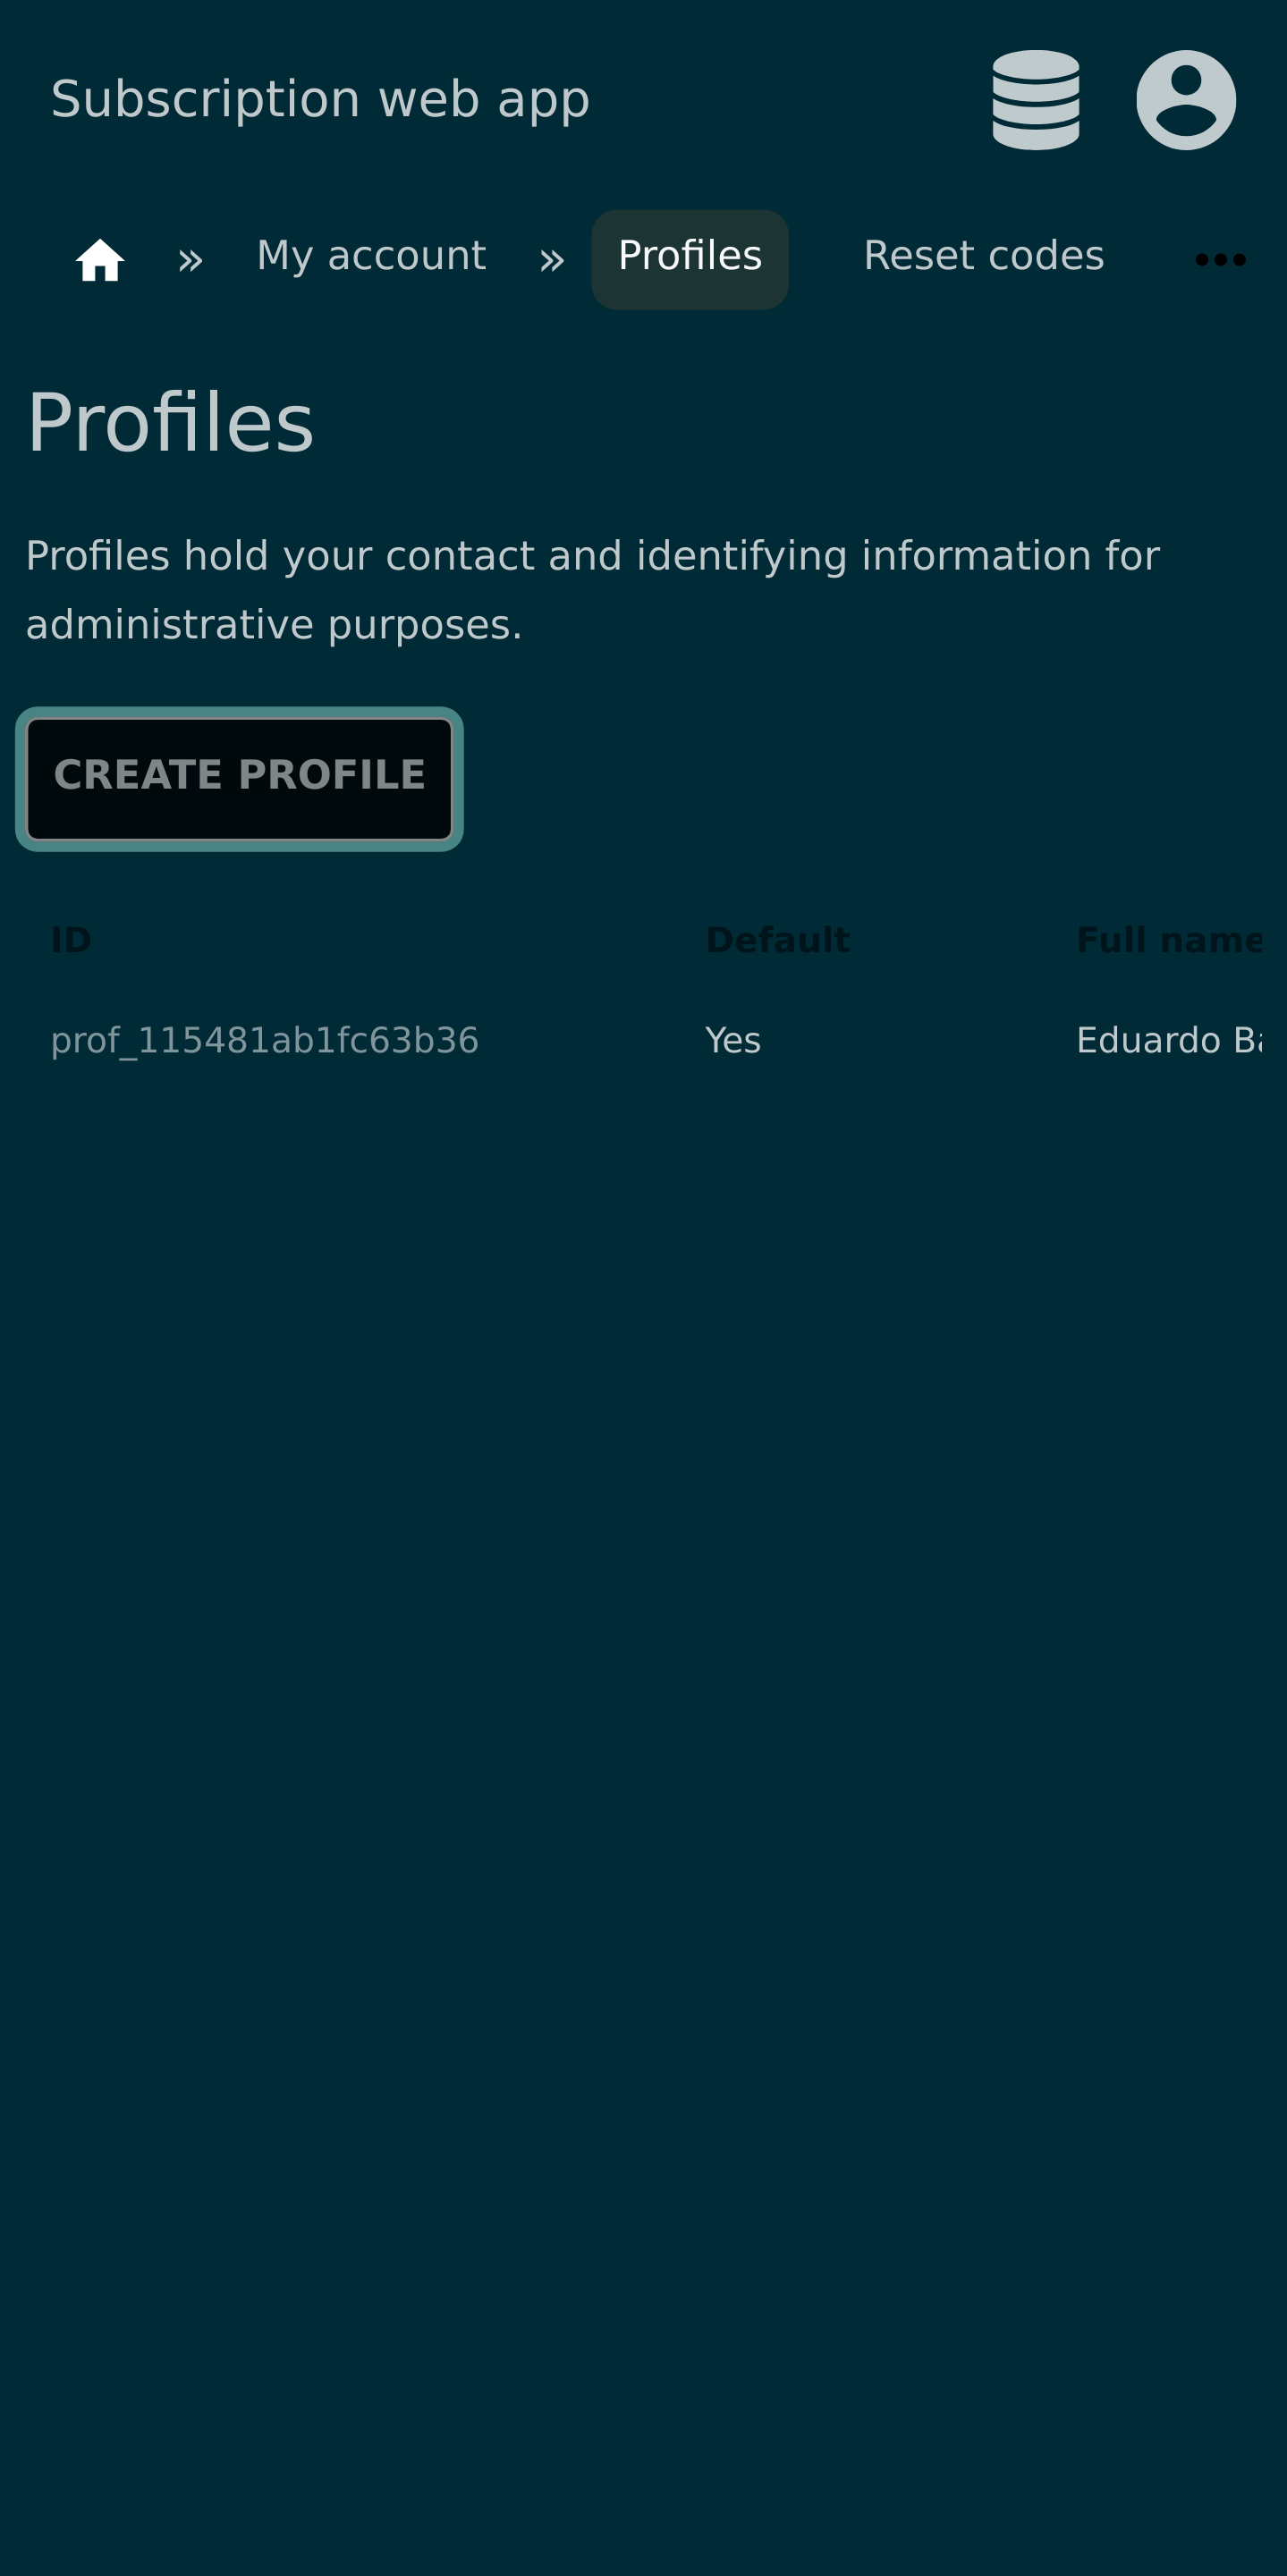 Subscription web app
» My account » Profiles Reset codes
Profiles
Profiles hold your contact and identifying information for
administrative purposes.
CREATE PROFILE
ID Default Full name
prof_115481ab1fc63b36 Yes Eduardo